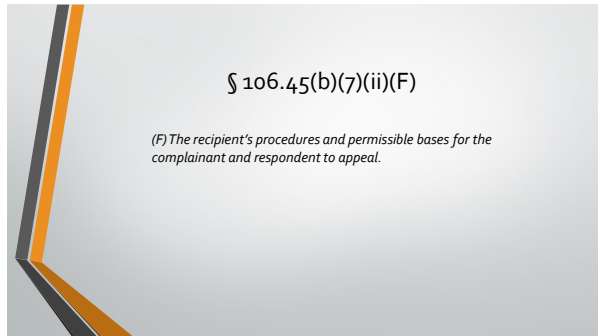 § 106.45(b)(7)(ii)(F)
(F) The recipient's procedures and permissible bases for the
complainant and respondent to appeal.